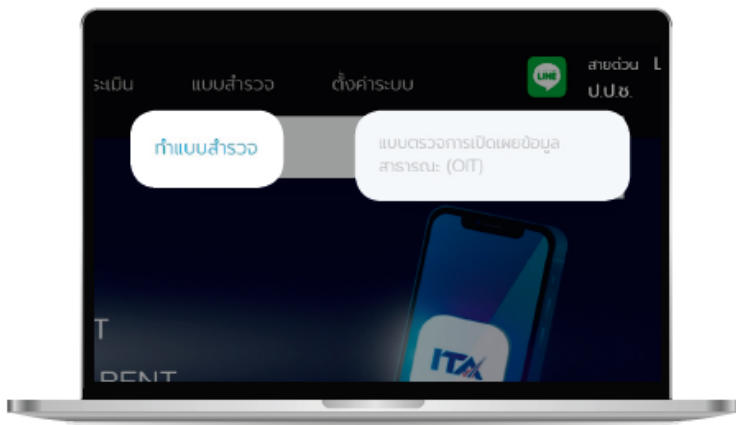 ระเมิน แบบสำรวจ ตั้งค่าระบบ LINE สายด่วน L
ป.ป.ช.
ทำแบบสำรวจ แบบตรวจการเปิดเผยข้อมูล
สาธารณะ (OIT)
T
ITA
PENT